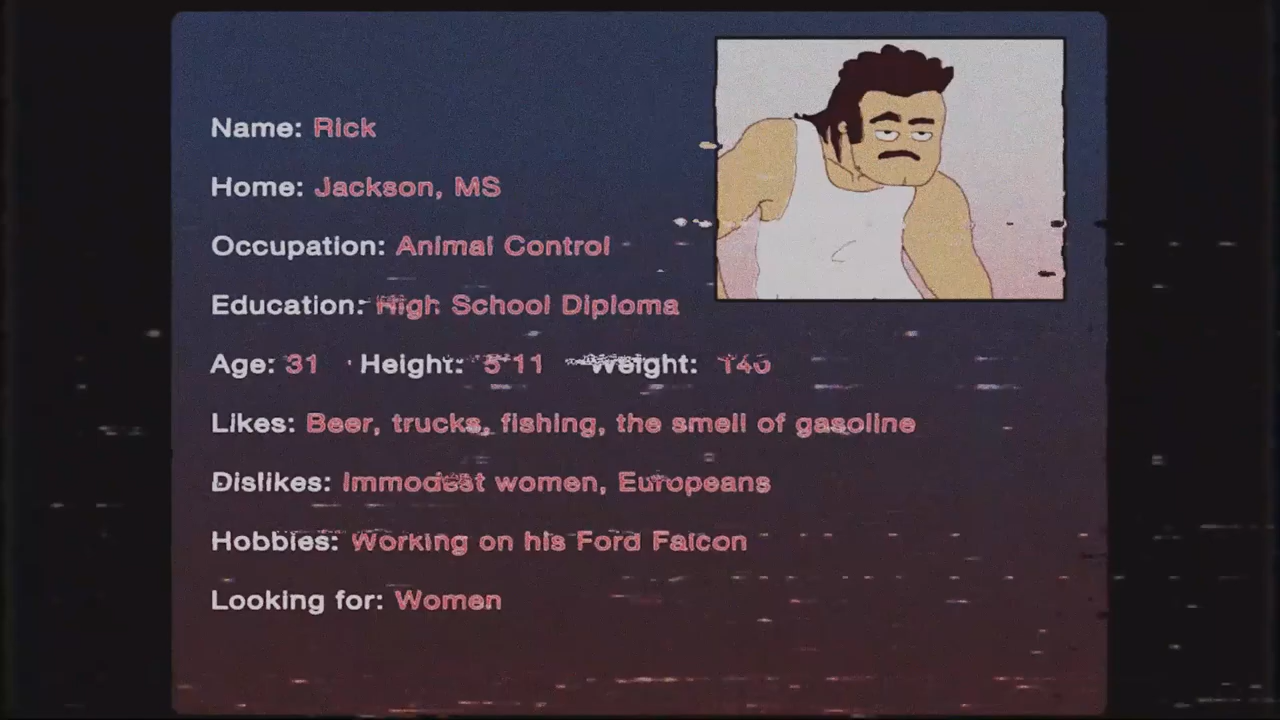 Name: Rick
Home: Jackson, MS
Occupation: Animal Control
Education: High School Diploma
Age: 31 Height: 5'11 Weight:
Likes: Beer, trucks, fishing, the smell of gasoline
Dislikes: Immodest women, Europeans
Hobbies: Working on his Ford Falcon
Looking for: Women